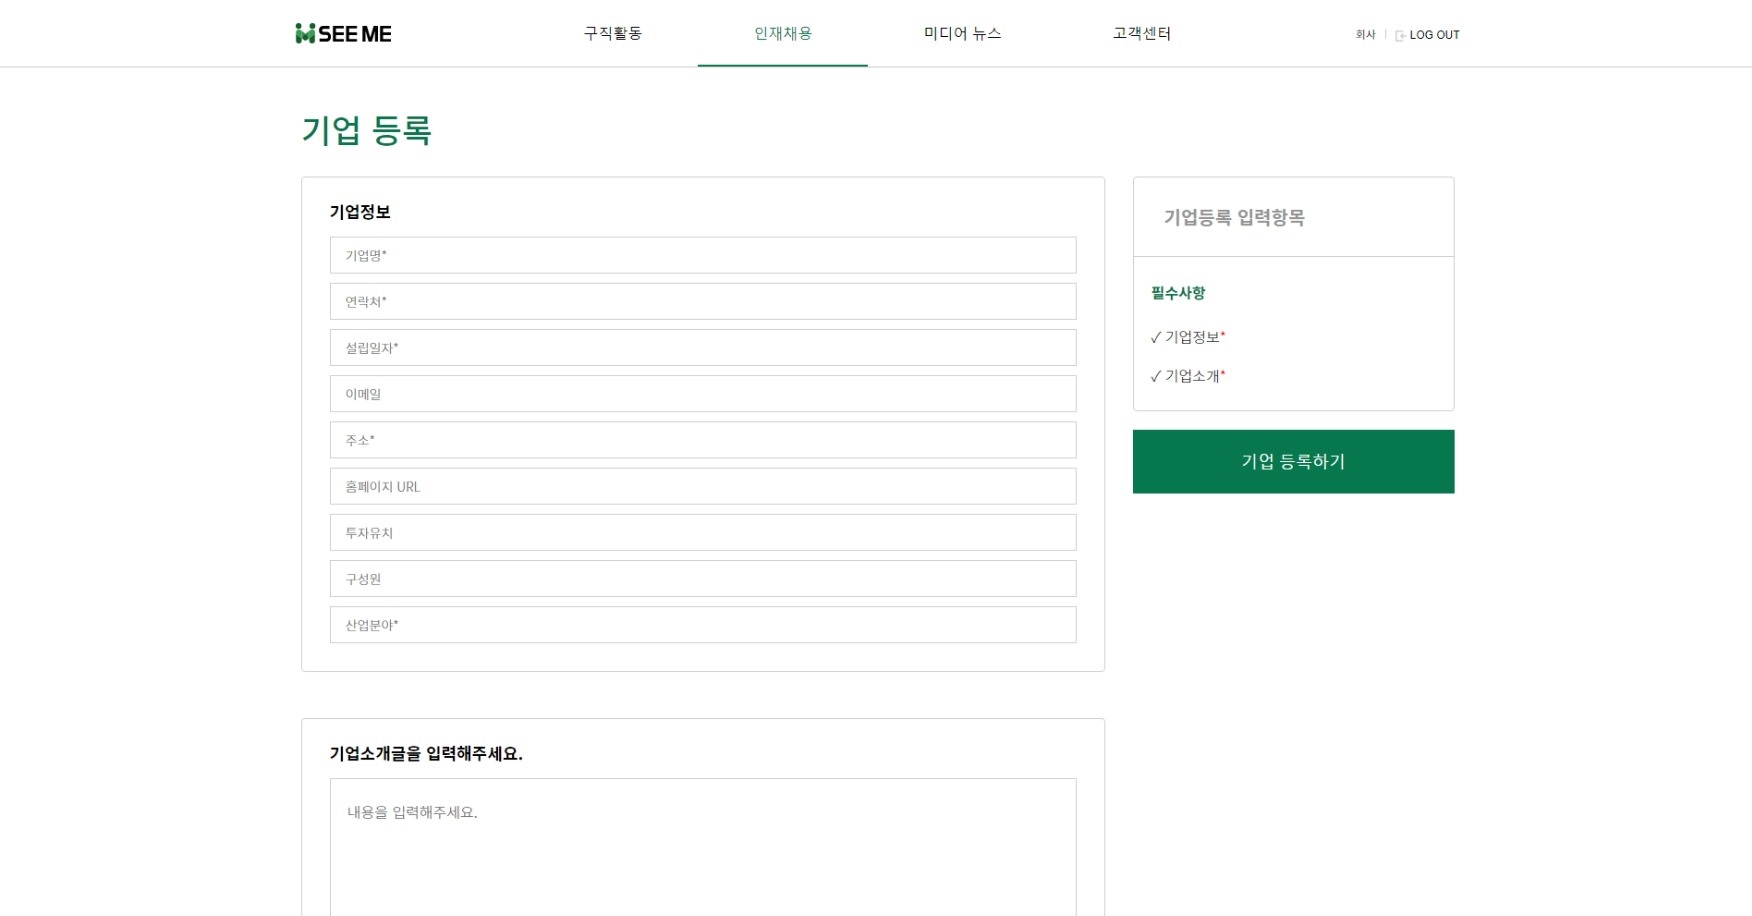 SEE ME
구직활동
인재채용
미디어 뉴스
고객센터
회사
LOG OUT
기업 등록
기업정보
기업명*
연락처*
설립일자*
이메일
주소*
홈페이지 URL
투자유치
구성원
산업분야*
기업등록 입력항목
필수사항
✓ 기업정보*
✓ 기업소개*
기업 등록하기
기업소개글을 입력해주세요.
내용을 입력해주세요.